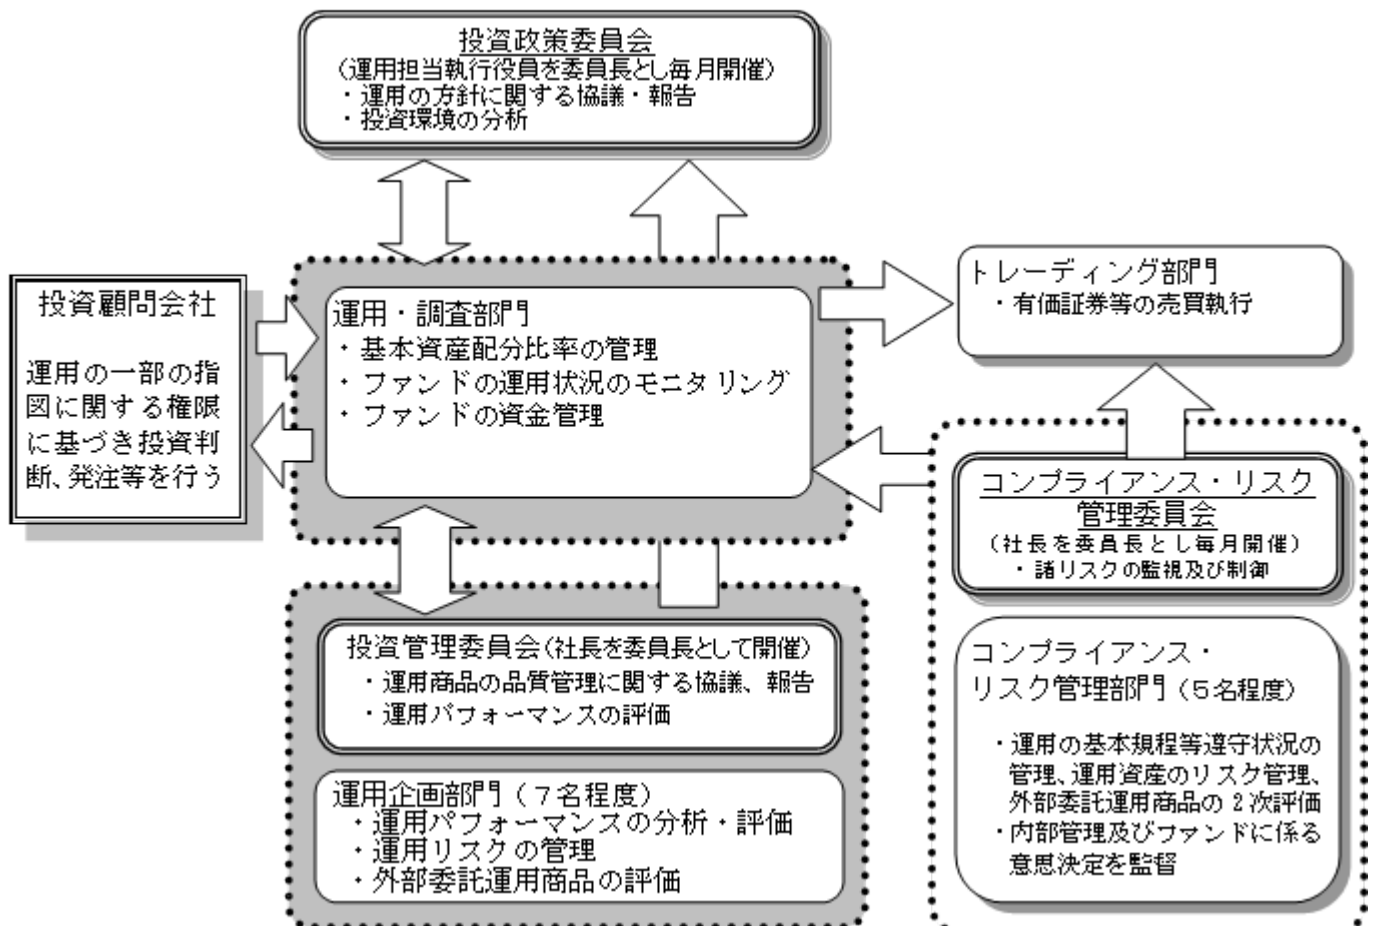 投資政策委員会
(運用担当執行役員を委員長とし毎月開催)
・運用の方針に関する協議・報告
・投資環境の分析
投資顧問会社
運用の一部の指
図に関する権限
に基づき投資判
断、発注等を行う
運用・調査部門
・基本資産配分比率の管理
・ファンドの運用状況のモニタリング
・ファンドの資金管理
トレーディング部門
・有価証券等の売買執行
コンプライアンス・リスク
管理委員会
(社長を委員長とし毎月開催)
・諸リスクの監視及び制御
投資管理委員会(社長を委員長として開催)
・運用商品の品質管理に関する協議、報告
・運用パフォーマンスの評価
運用企画部門(7名程度)
・運用パフォーマンスの分析・評価
・運用リスクの管理
・外部委託運用商品の評価
コンプライアンス・
リスク管理部門(5名程度)
・運用の基本規程等遵守状況の
管理、運用資産のリスク管理、
外部委託運用商品の2次評価
・内部管理及びファンドに係る
意思決定を監督